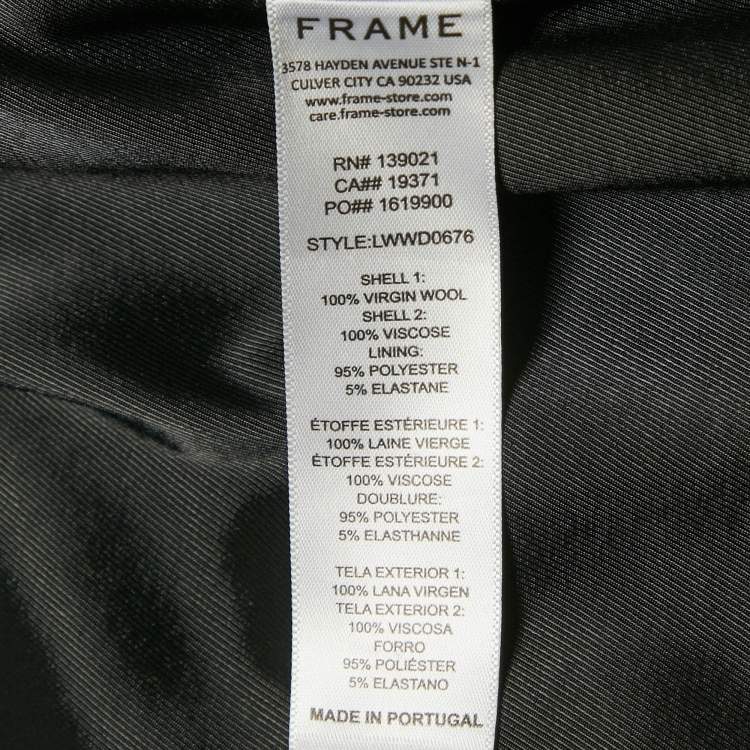 FRAME
3578 HAYDEN AVENUE STE N-1
CULVER CITY CA 90232 USA
www.frame-store.com
care.frame-store.com
RN# 139021
CA## 19371
PO## 1619900
STYLE:LWWD0676
SHELL 1:
100% VIRGIN WOOL
SHELL 2:
100% VISCOSE
LINING:
95% POLYESTER
5% ELASTANE
ÉTOFFE ESTÉRIEURE 1:
100% LAINE VIERGE
ÉTOFFE ESTÉRIEURE 2:
100% VISCOSE
DOUBLURE:
95% POLYESTER
5% ELASTHANNE
TELA EXTERIOR 1:
100% LANA VIRGEN
TELA EXTERIOR 2:
100% VISCOSA
FORRO
95% POLIÉSTER
5% ELASTANO
MADE IN PORTUGAL